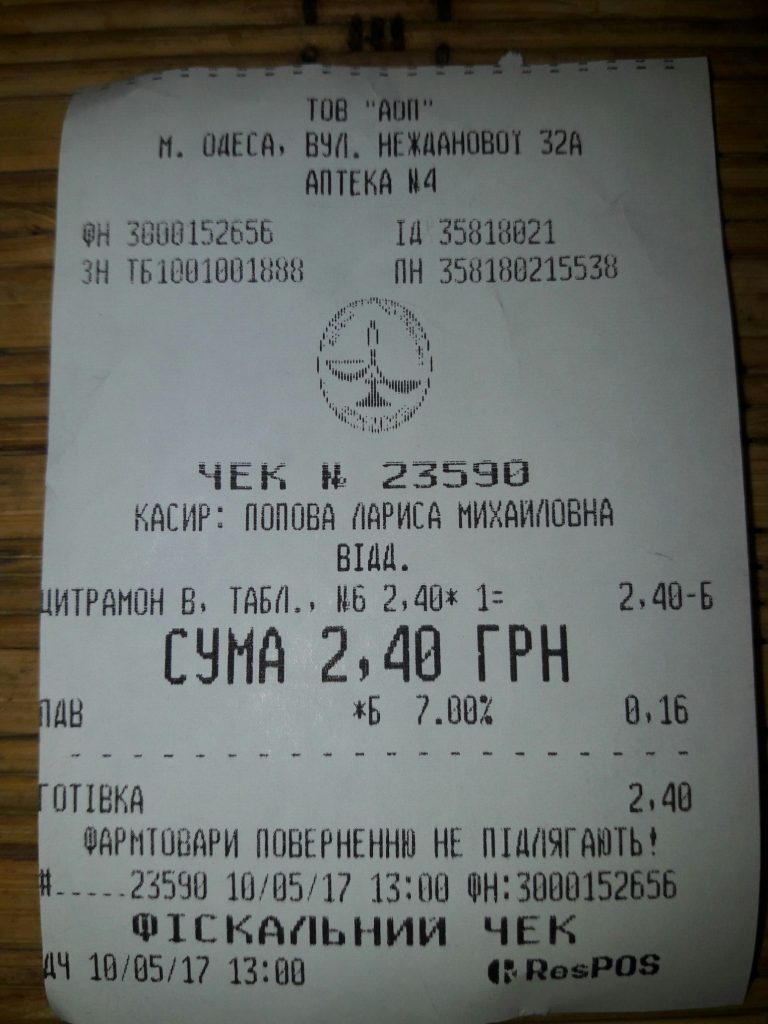 ТОВ "АОП"
М. ОДЕСА, ВУЛ. НЕЖДАНОВОЇ 32А
АПТЕКА №4
ФН 3000152656 ІД 35818021
ЗН ТБ1001001888 ПН 358180215538
ЧЕК № 23590
КАСИР: ПОПОВА ЛАРИСА МИХАЙЛОВНА
ВІДД.
ЦИТРАМОН В, ТАБЛ., №6 2,40* 1= 2,40-Б
СУМА 2,40 ГРН
ПДВ *Б 7.00% 0,16
ГОТІВКА 2,40
ФАРМТОВАРИ ПОВЕРНЕННЮ НЕ ПІДЛЯГАЮТЬ!
#.....23590 10/05/17 13:00 ФН:3000152656
ФІСКАЛЬНИЙ ЧЕК
ДЧ 10/05/17 13:00 ResPOS